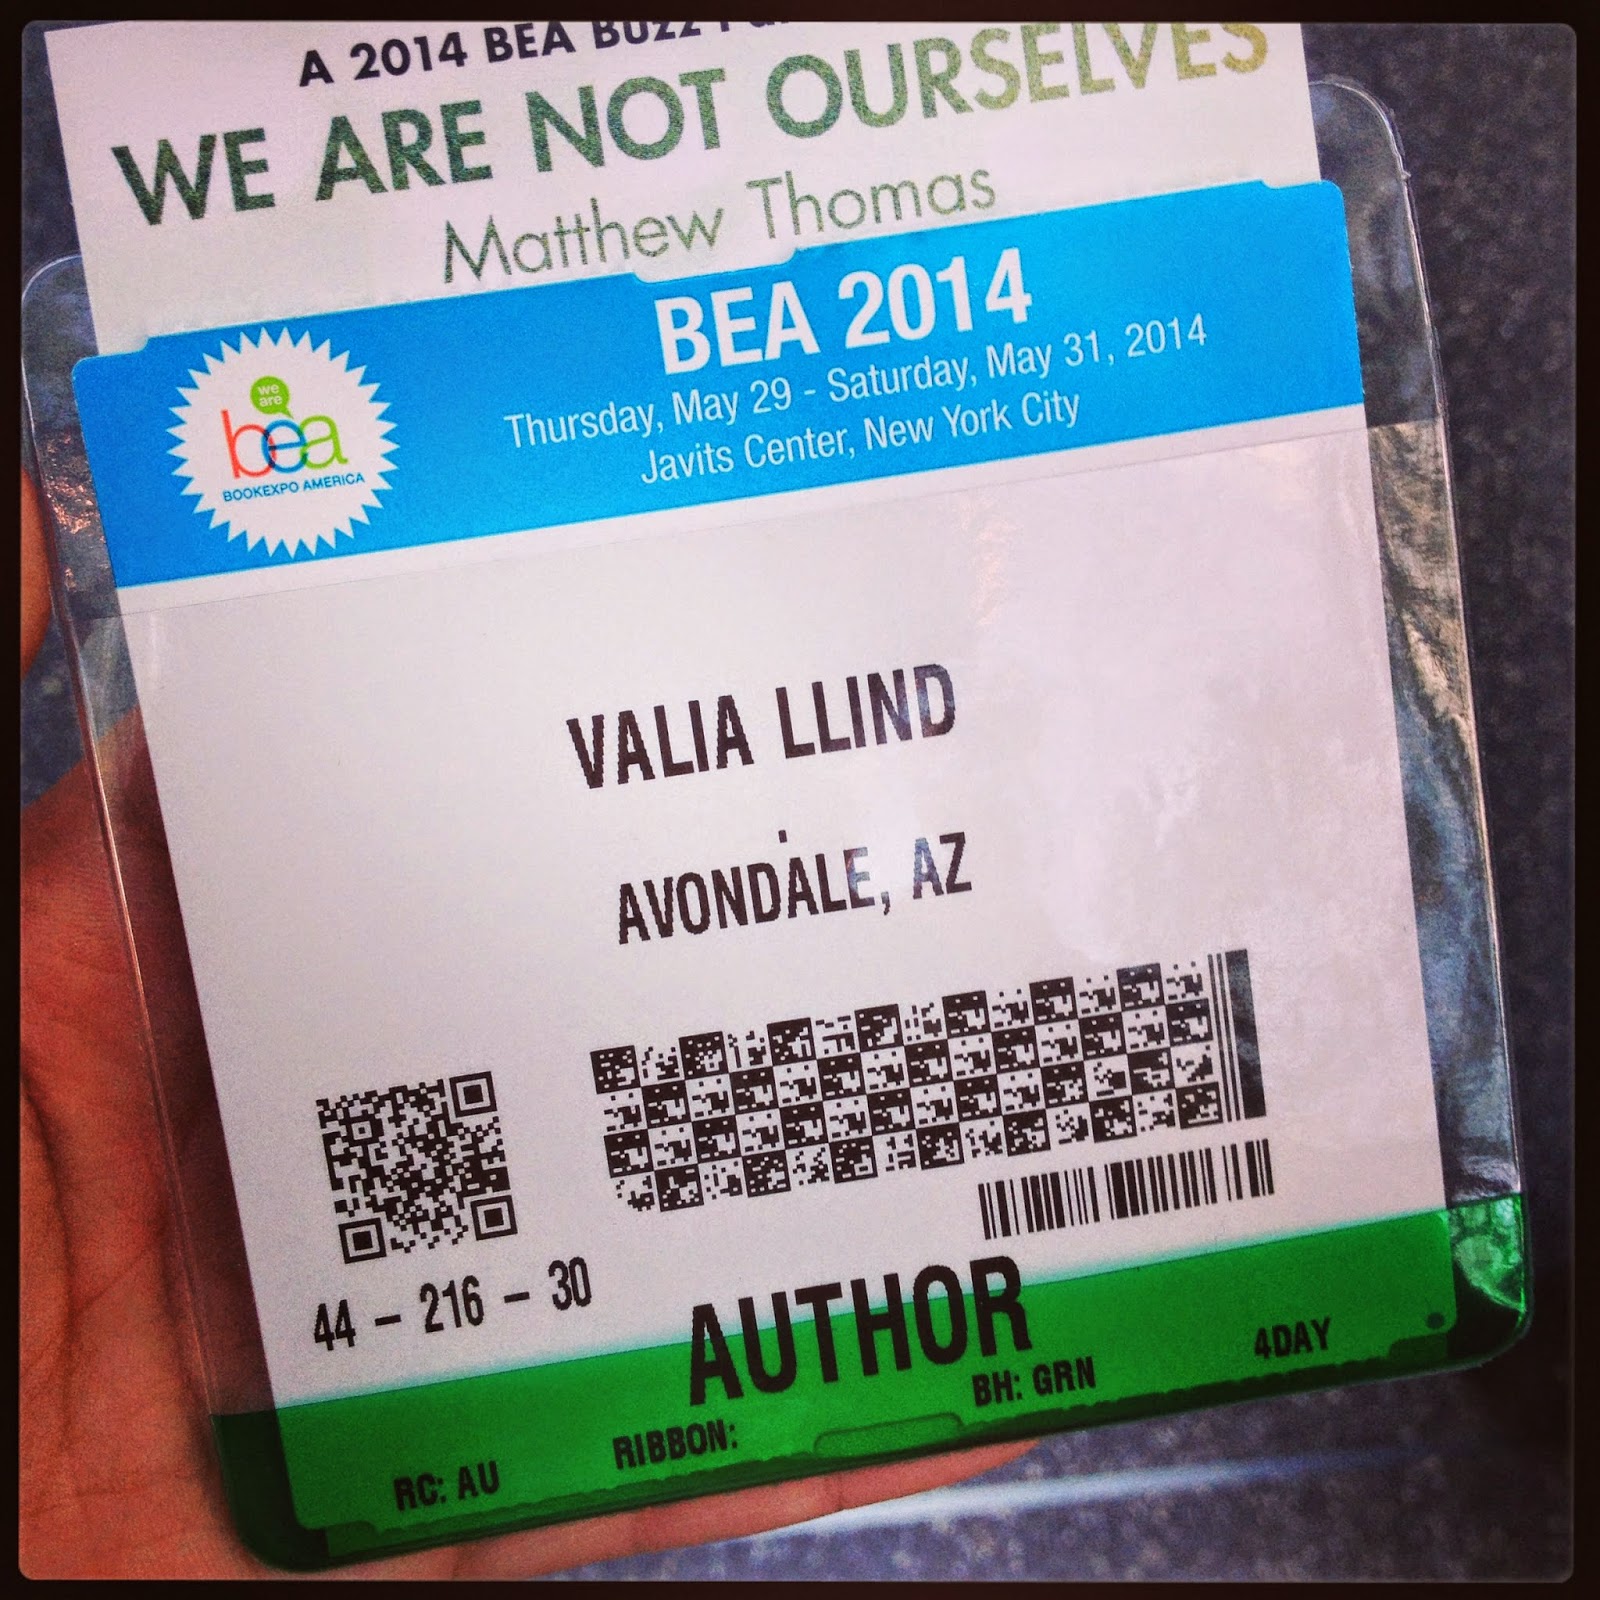 A 2014 BEA BUZZ
WE ARE NOT OURSELVES
Matthew Thomas
BEA 2014
Thursday, May 29 - Saturday, May 31, 2014
Javits Center, New York City
we
are
bea
BOOKEXPO AMERICA
VALIA LLIND
AVONDALE, AZ
44 - 216 - 30
AUTHOR
RC: AU
RIBBON:
BH: GRN
4DAY